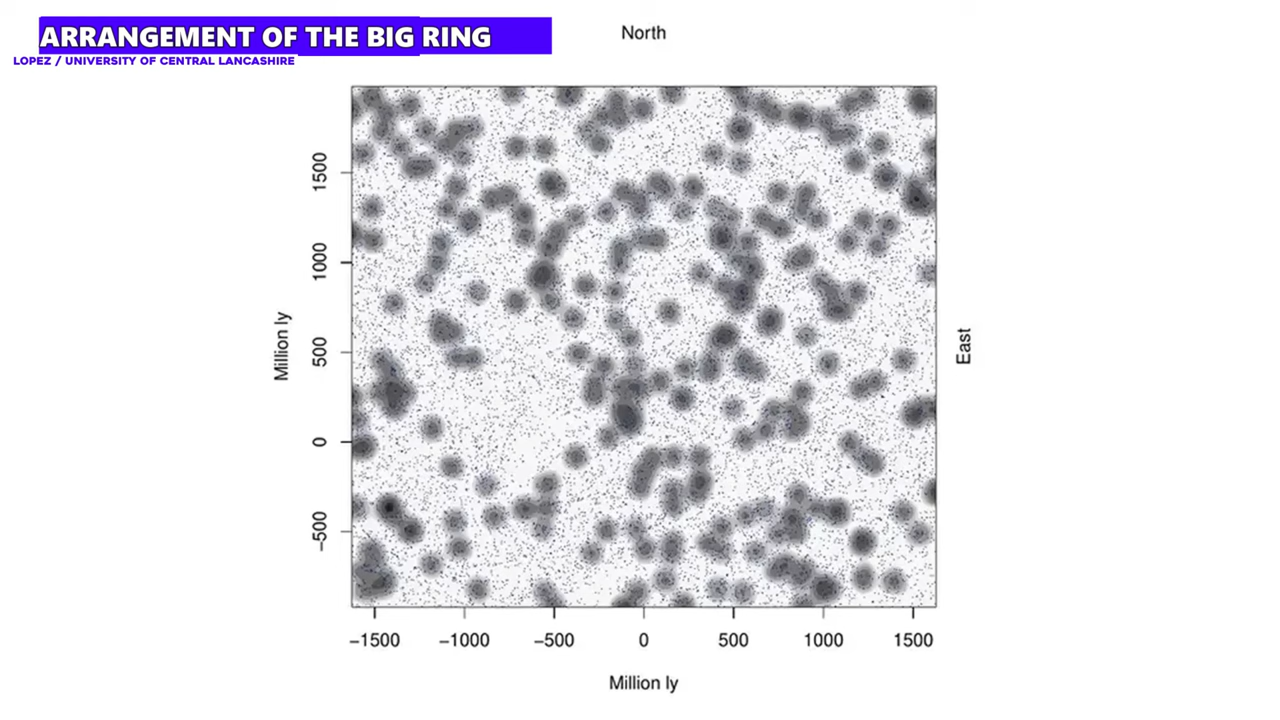 ARRANGEMENT OF THE BIG RING
LOPEZ / UNIVERSITY OF CENTRAL LANCASHIRE
North
1500
1000
500
0
−500
Million ly
East
−1500 −1000 −500 0 500 1000 1500
Million ly